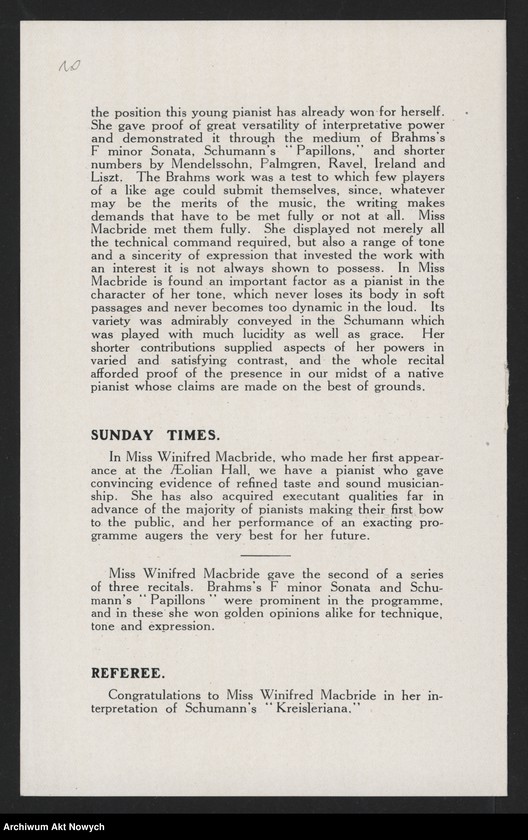 the position this young pianist has already won for herself.
She gave proof of great versatility of interpretative power
and demonstrated it through the medium of Brahms's
F minor Sonata, Schumann's "Papillons," and shorter
numbers by Mendelssohn, Palmgren, Ravel, Ireland and
Liszt. The Brahms work was a test to which few players
of a like age could submit themselves, since, whatever
may be the merits of the music, the writing makes
demands that have to be met fully or not at all. Miss
Macbride met them fully. She displayed not merely all
the technical command required, but also a range of tone
and a sincerity of expression that invested the work with
an interest it is not always shown to possess. In Miss
Macbride is found an important factor as a pianist in the
character of her tone, which never loses its body in soft
passages and never becomes too dynamic in the loud. Its
variety was admirably conveyed in the Schumann which
was played with much lucidity as well as grace. Her
shorter contributions supplied aspects of her powers in
varied and satisfying contrast, and the whole recital
afforded proof of the presence in our midst of a native
pianist whose claims are made on the best of grounds.
SUNDAY TIMES.
In Miss Winifred Macbride, who made her first appear-
ance at the Æolian Hall, we have a pianist who gave
convincing evidence of refined taste and sound musician-
ship. She has also acquired executant qualities far in
advance of the majority of pianists making their first bow
to the public, and her performance of an exacting pro-
gramme augers the very best for her future.
Miss Winifred Macbride gave the second of a series
of three recitals. Brahms's F minor Sonata and Schu-
mann's "Papillons" were prominent in the programme,
and in these she won golden opinions alike for technique,
tone and expression.
REFEREE.
Congratulations to Miss Winifred Macbride in her in-
terpretation of Schumann's "Kreisleriana."
Archiwum Akt Nowych